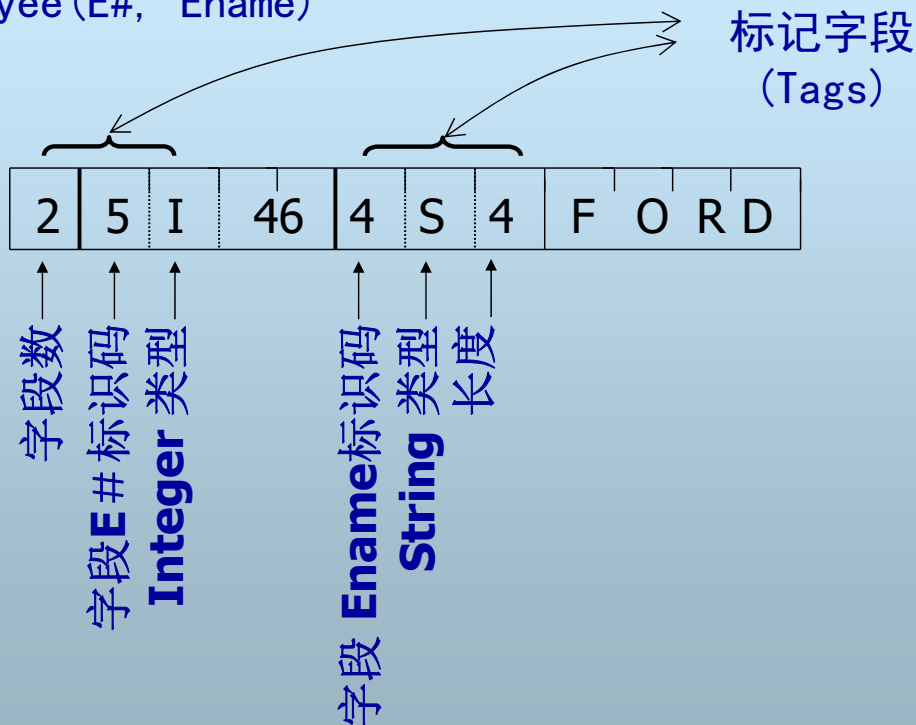 yee(E#, Ename)
标记字段
(Tags)
2 5 I 46 4 S 4 F O R D
字段数
字段E＃标识码
Integer 类型
字段 Ename标识码
String 类型
长度